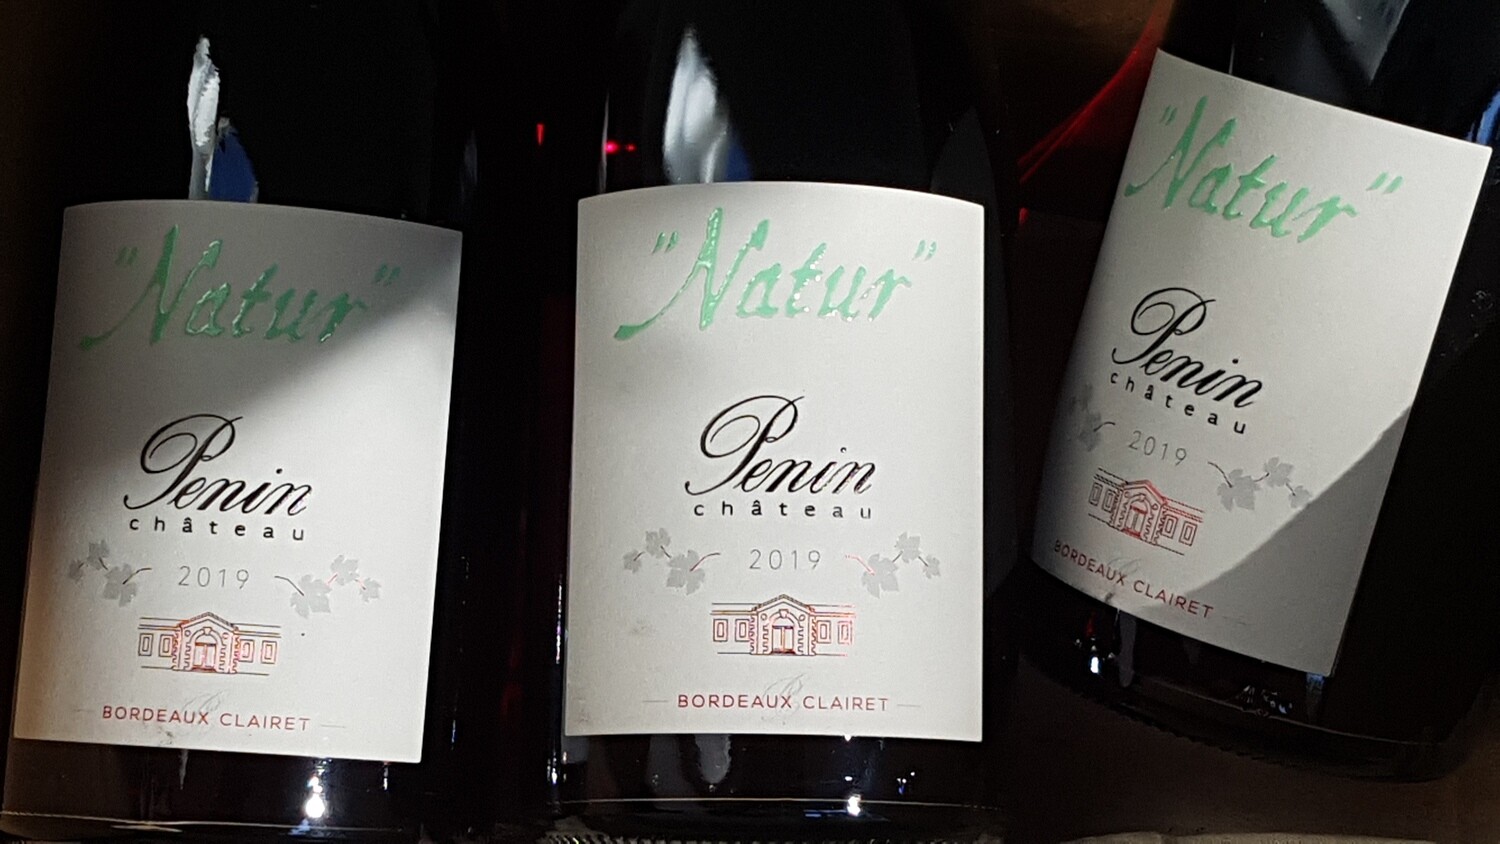 "Natur"
Penin
château
2019
BORDEAUX CLAIRET
"Natur"
Penin
château
2019
BORDEAUX CLAIRET
"Natur"
Penin
château
2019
BORDEAUX CLAIRET